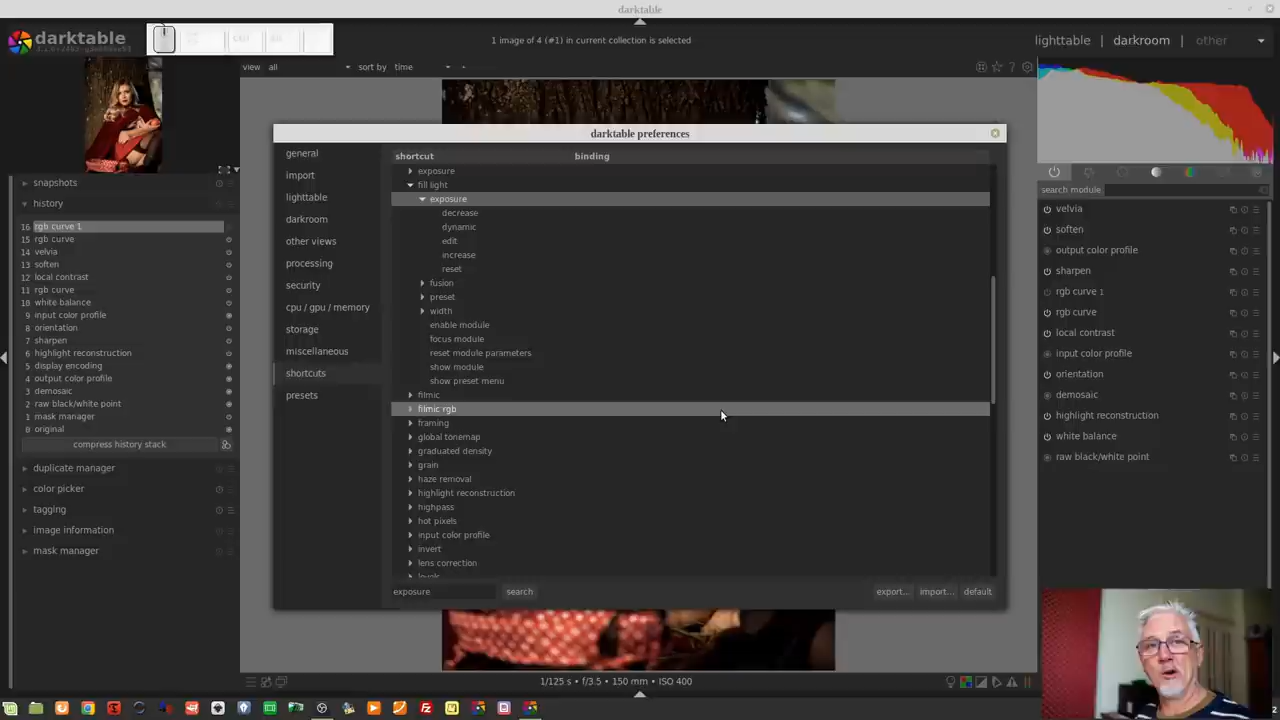 darktable
darktable
1 image of 4 (#1) in current collection is selected
lighttable | darkroom | other
view all sort by time
darktable preferences
snapshots
history
16 rgb curve 1
15 rgb curve
14 velvia
13 soften
12 local contrast
11 rgb curve
10 white balance
9 input color profile
8 orientation
7 sharpen
6 highlight reconstruction
5 display encoding
4 output color profile
3 demosaic
2 raw black/white point
1 mask manager
0 original
compress history stack
duplicate manager
color picker
tagging
image information
mask manager
general
import
lighttable
darkroom
other views
processing
security
cpu / gpu / memory
storage
miscellaneous
shortcuts
presets
shortcut binding
exposure
fill light
exposure
decrease
dynamic
edit
increase
reset
fusion
preset
width
enable module
focus module
reset module parameters
show module
show preset menu
filmic
filmic rgb
framing
global tonemap
graduated density
grain
haze removal
highlight reconstruction
highpass
hot pixels
input color profile
invert
lens correction
levels
exposure search export... import... default
1/125 s • f/3.5 • 150 mm • ISO 400
search module
velvia
soften
output color profile
sharpen
rgb curve 1
rgb curve
local contrast
input color profile
orientation
demosaic
highlight reconstruction
white balance
raw black/white point